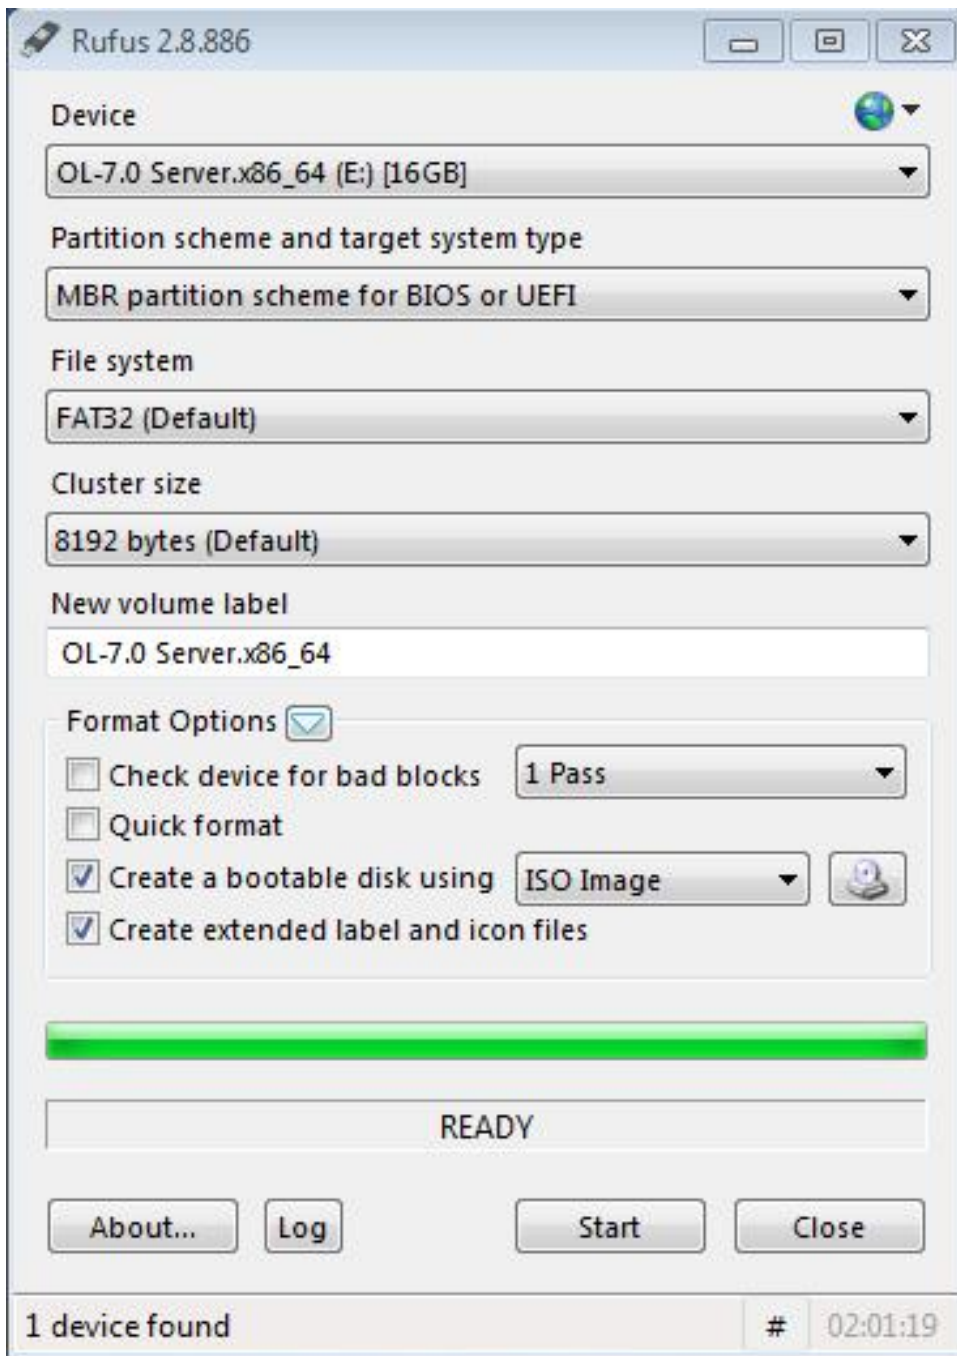 Rufus 2.8.886
Device
OL-7.0 Server.x86_64 (E:) [16GB]
Partition scheme and target system type
MBR partition scheme for BIOS or UEFI
File system
FAT32 (Default)
Cluster size
8192 bytes (Default)
New volume label
OL-7.0 Server.x86_64
Format Options
Check device for bad blocks 1 Pass
Quick format
Create a bootable disk using ISO Image
Create extended label and icon files
READY
About... Log Start Close
1 device found # 02:01:19